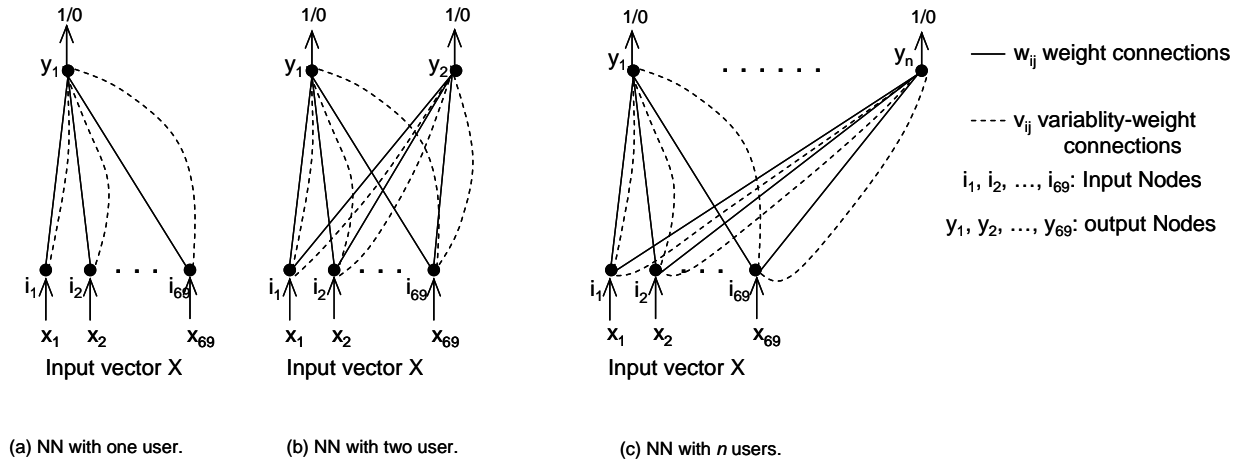 1/0
y1
i1 i2 . . . i69
x1 x2 x69
Input vector X
(a) NN with one user.
1/0 1/0
y1 y2
i1 i2 . . . i69
x1 x2 x69
Input vector X
(b) NN with two user.
1/0 1/0
y1 . . . . . . yn
i1 i2 . . . i69
x1 x2 x69
Input vector X
(c) NN with n users.
wij weight connections
vij variablity-weight
connections
i1, i2, …, i69: Input Nodes
y1, y2, …, y69: output Nodes